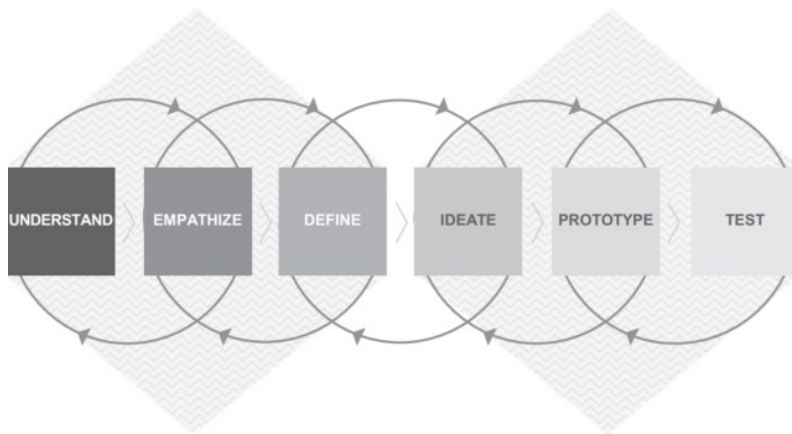 UNDERSTAND
EMPATHIZE
DEFINE
IDEATE
PROTOTYPE
TEST